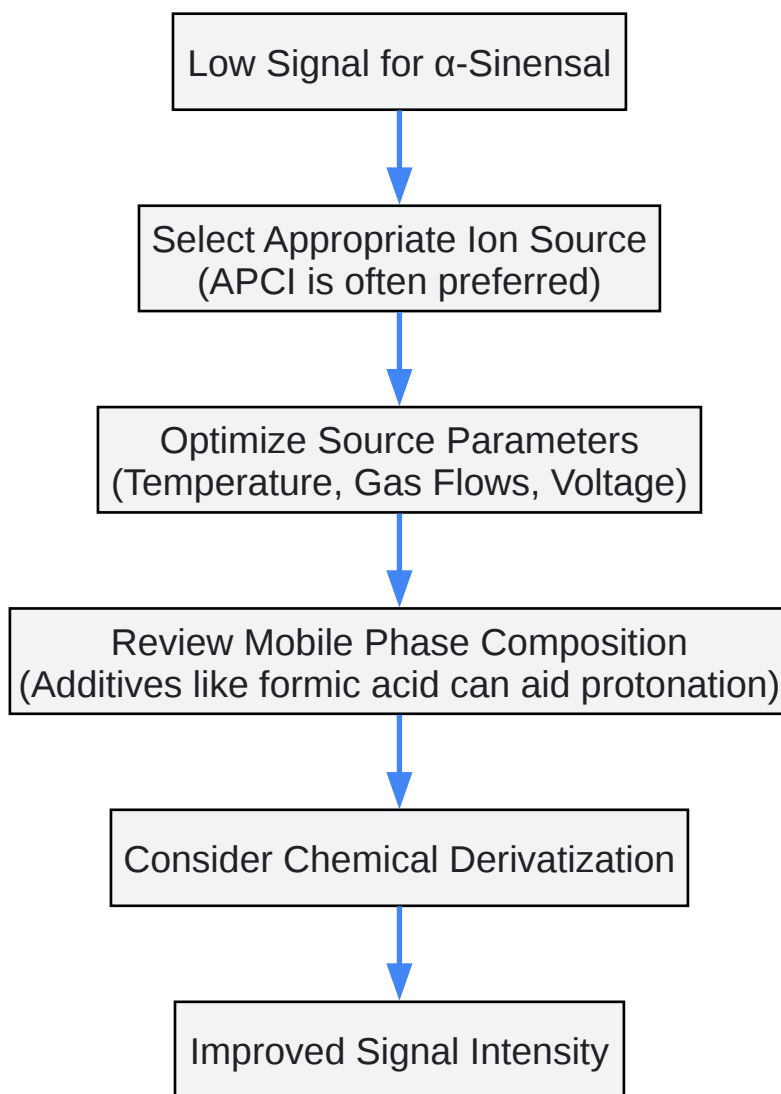 Low Signal for α-Sinensal
Select Appropriate Ion Source
(APCI is often preferred)
Optimize Source Parameters
(Temperature, Gas Flows, Voltage)
Review Mobile Phase Composition
(Additives like formic acid can aid protonation)
Consider Chemical Derivatization
Improved Signal Intensity